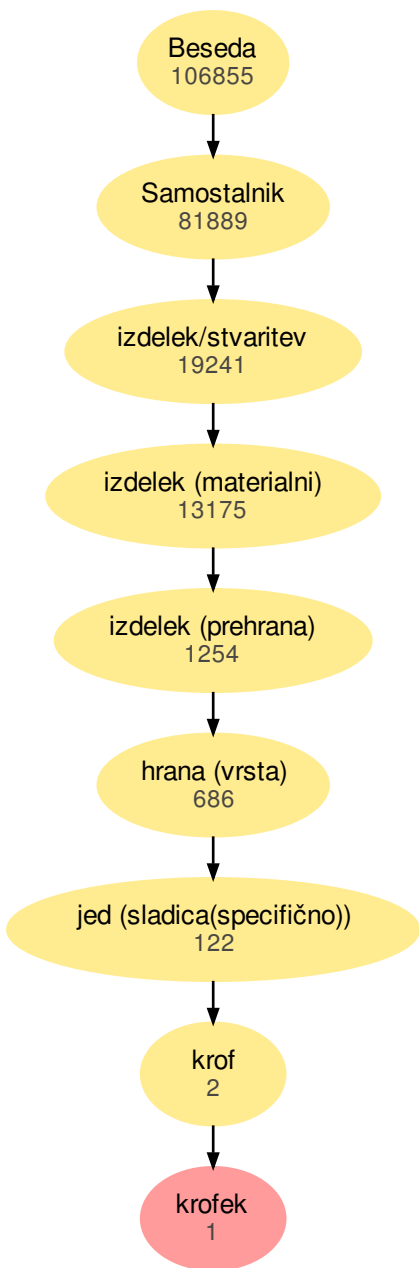 Beseda
106855
Samostalnik
81889
izdelek/stvaritev
19241
izdelek (materialni)
13175
izdelek (prehrana)
1254
hrana (vrsta)
686
jed (sladica(specifično))
122
krof
2
krofek
1